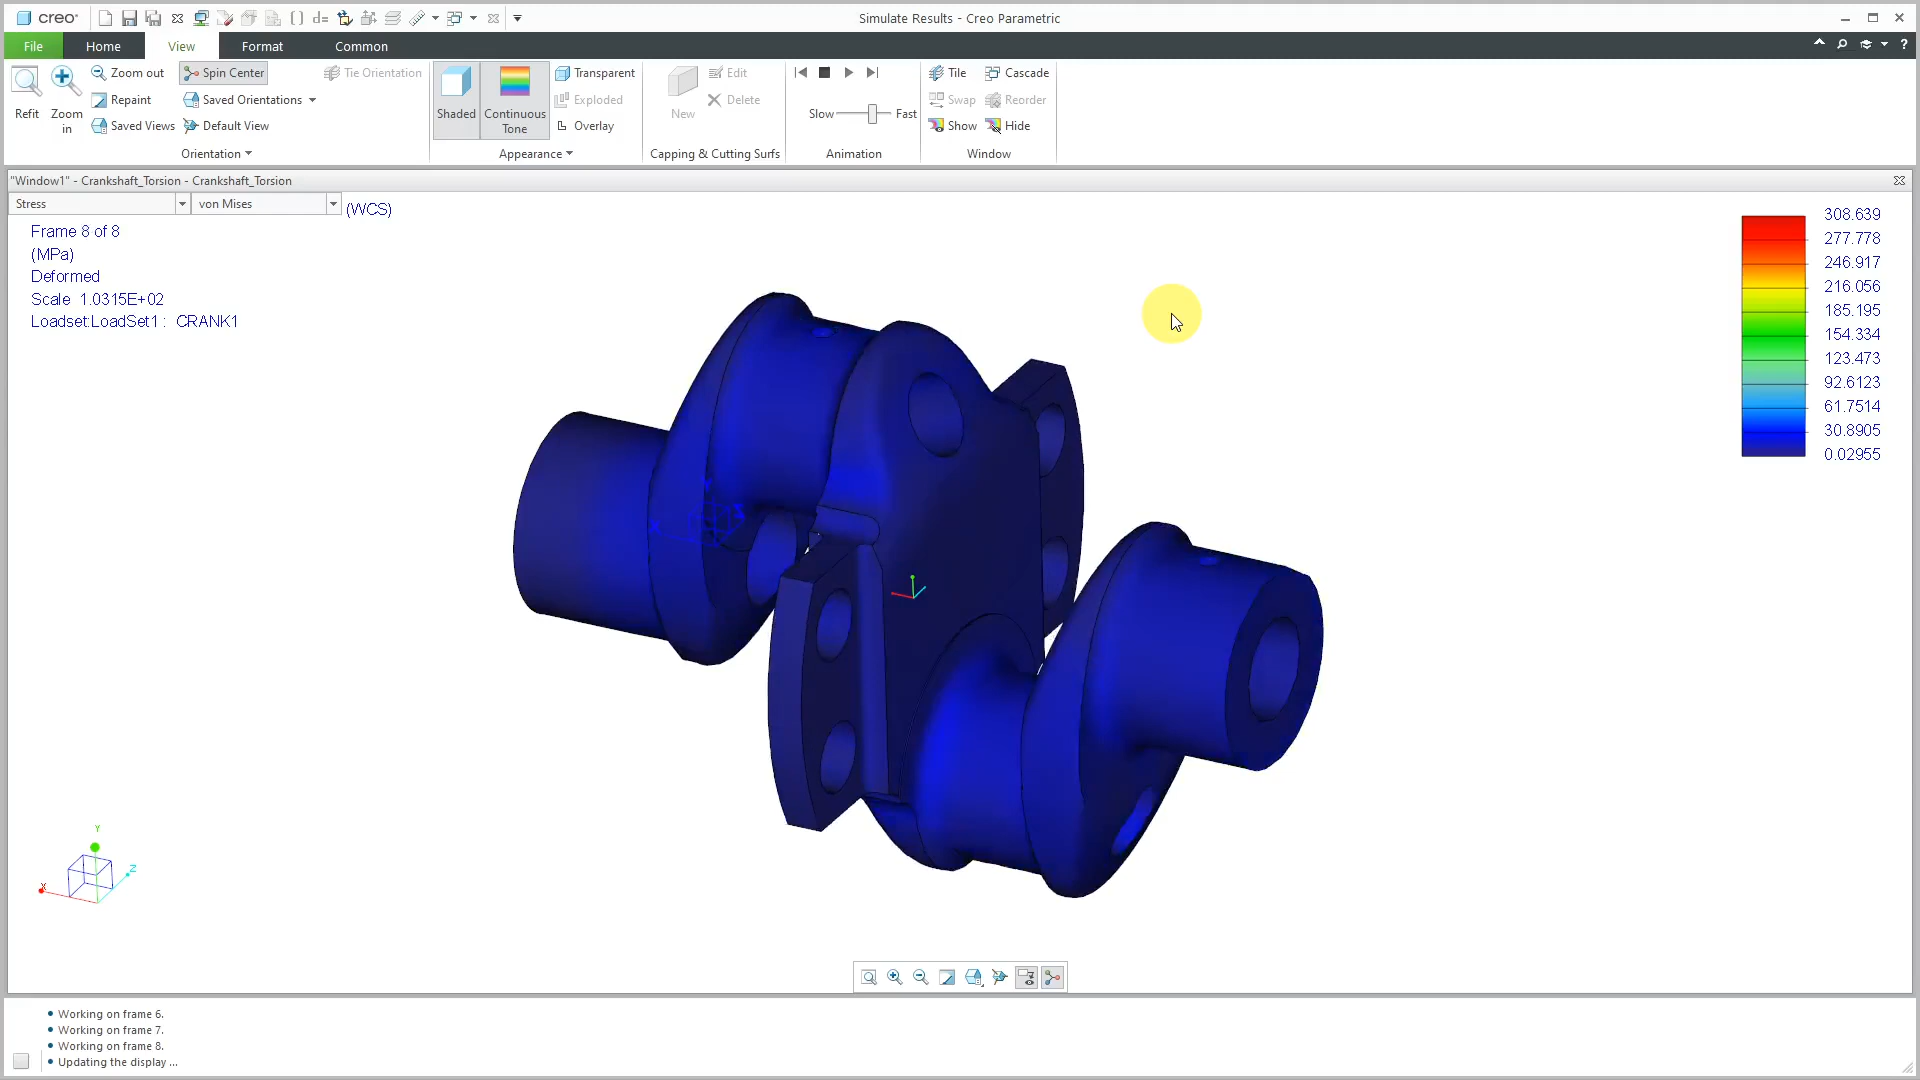 creo
Simulate Results - Creo Parametric
File
Home
View
Format
Common
Refit
Zoom in
Zoom out
Repaint
Saved Views
Spin Center
Saved Orientations
Default View
Tie Orientation
Orientation
Shaded
Continuous Tone
Transparent
Exploded
Overlay
Appearance
New
Edit
Delete
Capping & Cutting Surfs
Slow
Fast
Animation
Tile
Cascade
Swap
Reorder
Show
Hide
Window
"Window1" - Crankshaft_Torsion - Crankshaft_Torsion
Stress
von Mises
(WCS)
Frame 8 of 8
(MPa)
Deformed
Scale 1.0315E+02
Loadset:LoadSet1 : CRANK1
308.639
277.778
246.917
216.056
185.195
154.334
123.473
92.6123
61.7514
30.8905
0.02955
Y
Z
X
Working on frame 6.
Working on frame 7.
Working on frame 8.
Updating the display ...